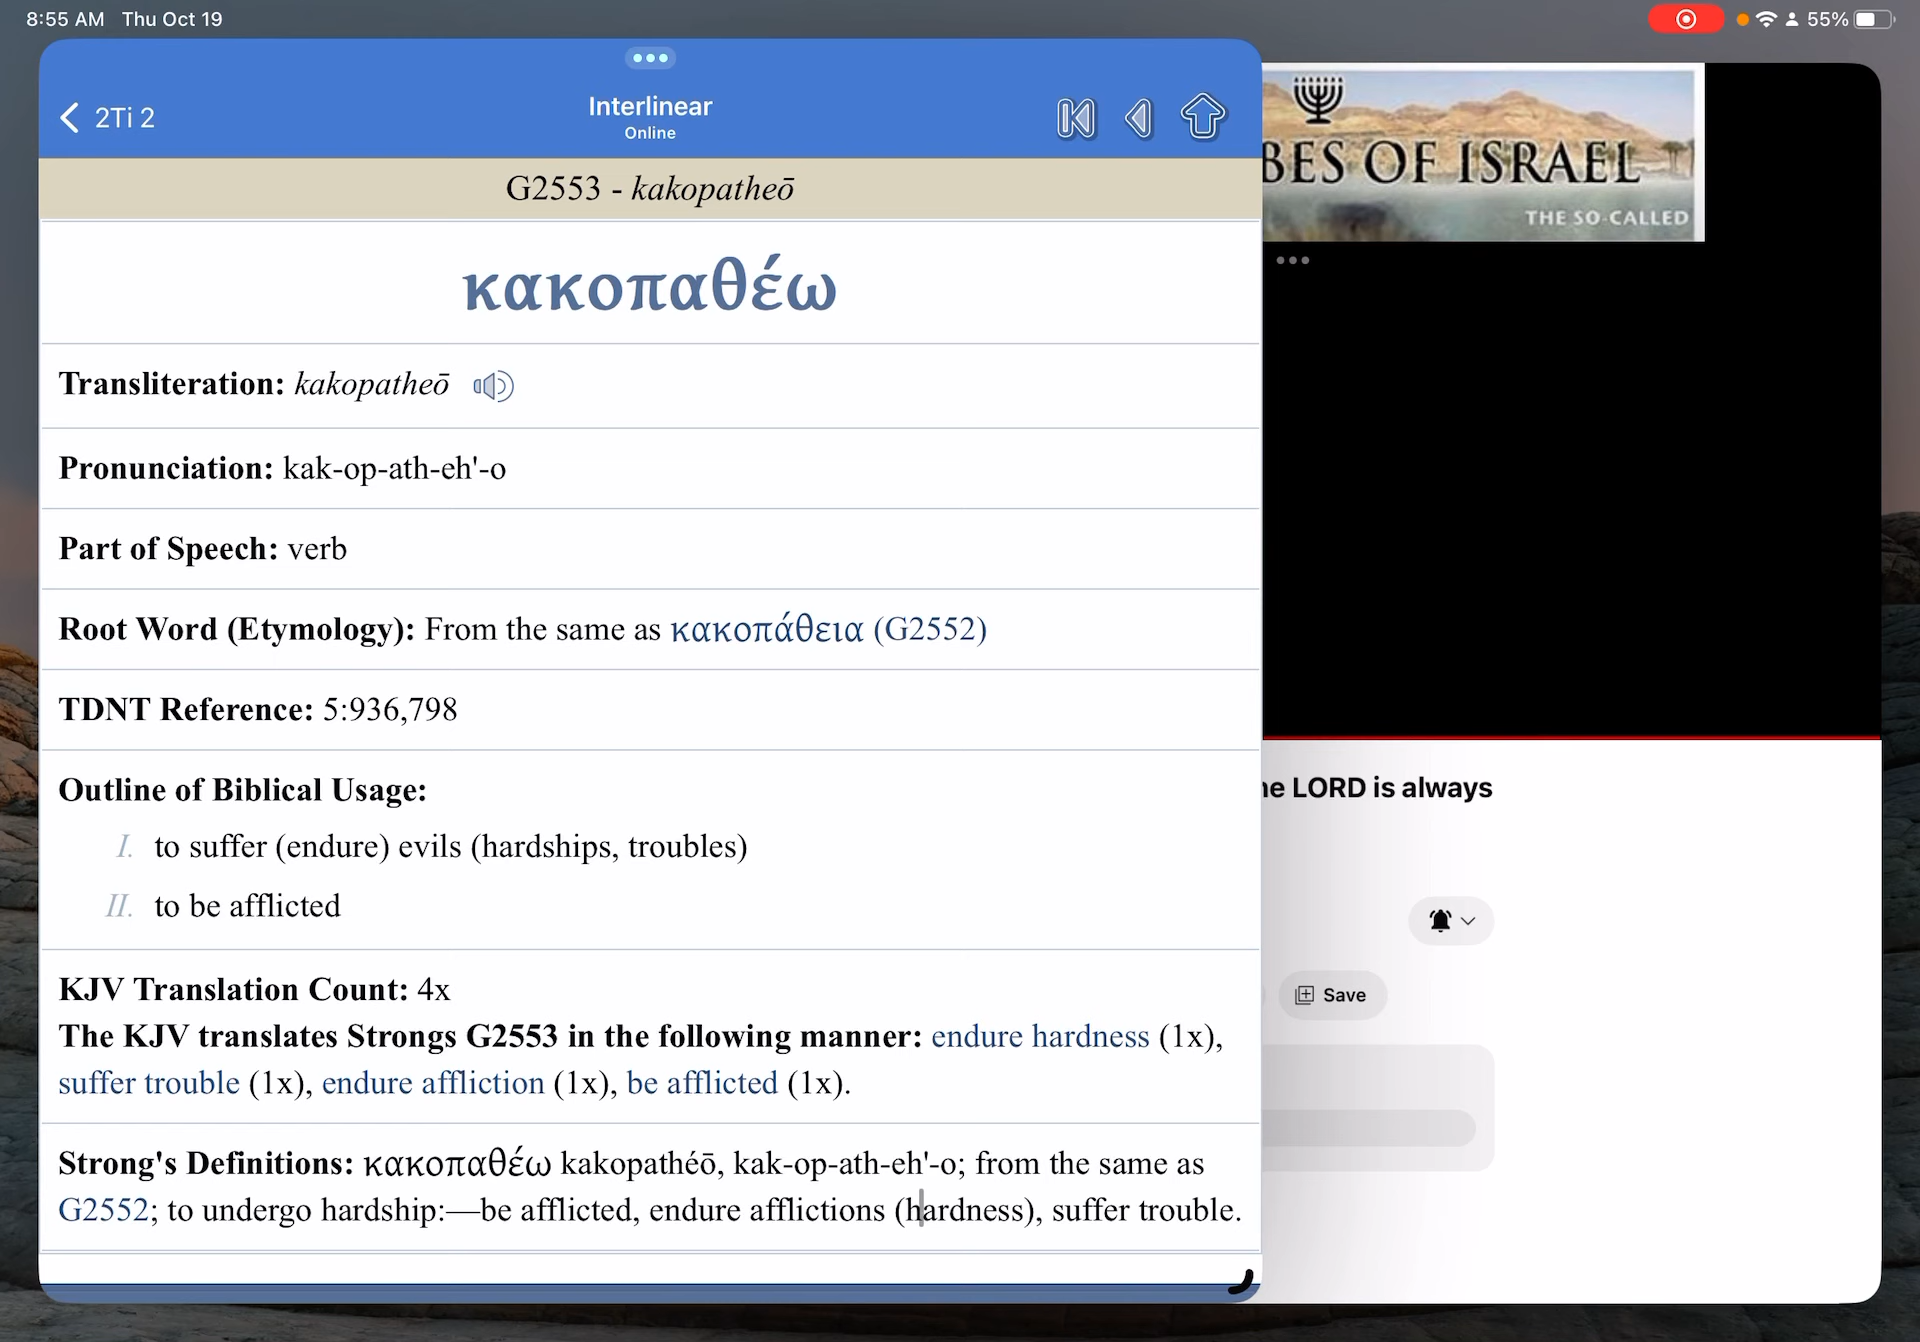 8:55 AM Thu Oct 19
55%
2Ti 2
Interlinear
Online
G2553 - kakopatheō
κακοπαθέω
Transliteration: kakopatheō
Pronunciation: kak-op-ath-eh'-o
Part of Speech: verb
Root Word (Etymology): From the same as κακοπάθεια (G2552)
TDNT Reference: 5:936,798
Outline of Biblical Usage:
I. to suffer (endure) evils (hardships, troubles)
II. to be afflicted
KJV Translation Count: 4x
The KJV translates Strongs G2553 in the following manner: endure hardness (1x),
suffer trouble (1x), endure affliction (1x), be afflicted (1x).
Strong's Definitions: κακοπαθέω kakopathéō, kak-op-ath-eh'-o; from the same as
G2552; to undergo hardship:—be afflicted, endure afflictions (hardness), suffer trouble.
BES OF ISRAEL
THE SO-CALLED
he LORD is always
Save